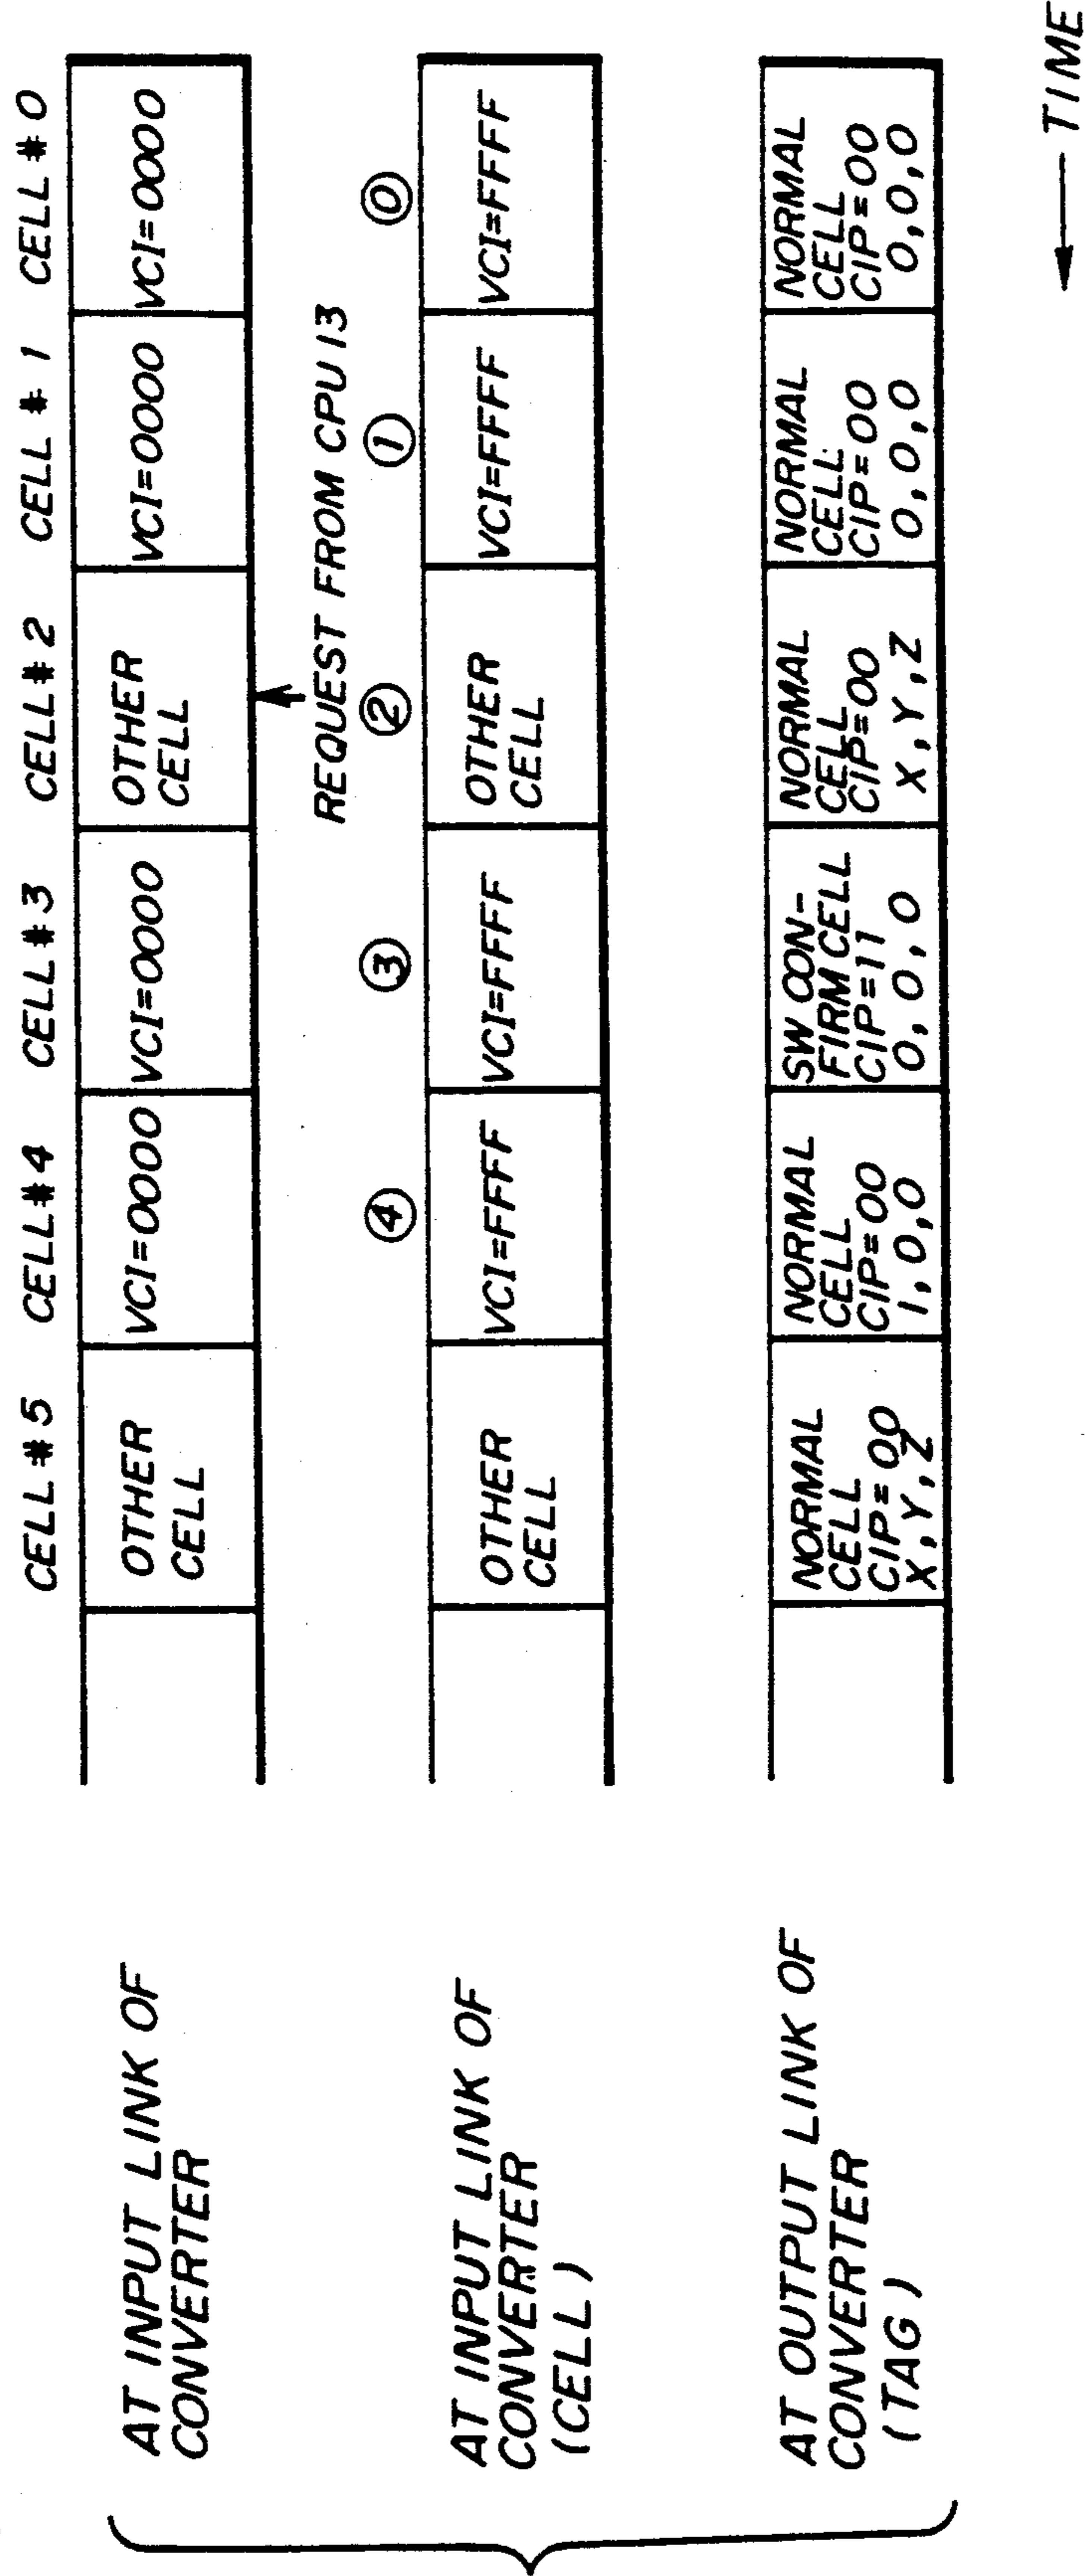 CELL #5 CELL #4 CELL #3 CELL #2 CELL #1 CELL #0
AT INPUT LINK OF
CONVERTER
OTHER
CELL
VCI=0000
VCI=0000
OTHER
CELL
VCI=0000
VCI=0000
REQUEST FROM CPU 13
④ ③ ② ① ⓪
AT INPUT LINK OF
CONVERTER
(CELL)
OTHER
CELL
VCI=FFFF
VCI=FFFF
OTHER
CELL
VCI=FFFF
VCI=FFFF
AT OUTPUT LINK OF
CONVERTER
(TAG)
NORMAL
CELL
CIP=00
X,Y,Z
NORMAL
CELL
CIP=00
1,0,0
SW CON-
FIRM CELL
CIP=11
0,0,0
NORMAL
CELL
CIP=00
X,Y,Z
NORMAL
CELL
CIP=00
0,0,0
NORMAL
CELL
CIP=00
0,0,0
TIME